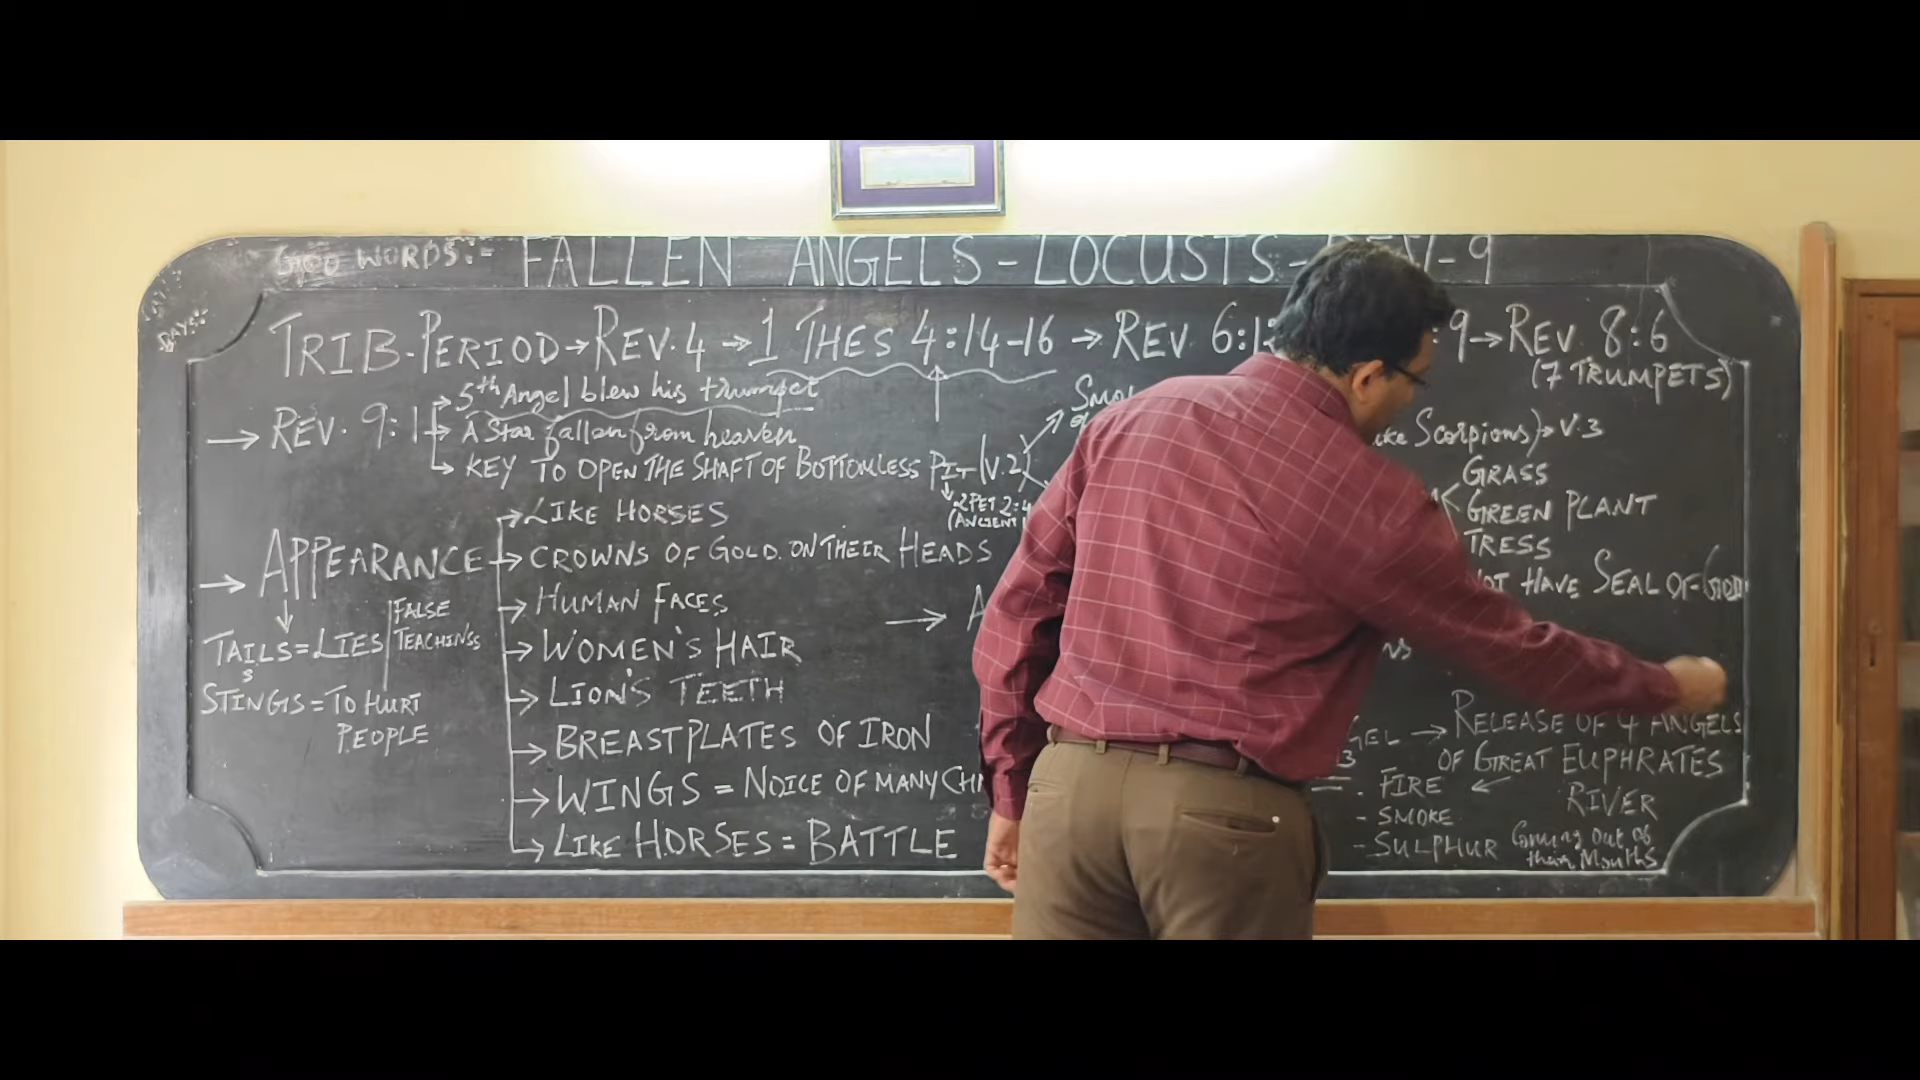 GOD WORDS:- FALLEN ANGELS-LOCUSTS- -9
DAYS:-
TRIB-PERIOD→REV.4→1 THES 4:14-16→REV 6:1 :9→REV 8:6
(7 TRUMPETS)
→REV. 9:1
→5th Angel blew his trumpet
→A Star fallen from heaven
→KEY TO OPEN THE SHAFT OF BOTTOMLESS PIT (V.2)
↓2PET 2:4
(ANCIENT
Scorpions)→V.3
GRASS
GREEN PLANT
TRESS
NOT HAVE SEAL OF GOD
→APPEARANCE
→LIKE HORSES
→CROWNS OF GOLD. ON THEIR HEADS
→HUMAN FACES
→WOMEN'S HAIR
→LION'S TEETH
→BREASTPLATES OF IRON
→WINGS = NOICE OF MANY
→LIKE HORSES = BATTLE
↓
TAILS=LIES
FALSE
TEACHINSS
STINGS=TO HURT
PEOPLE
→
→RELEASE OF 4 ANGELS
OF GREAT EUPHRATES
RIVER
. FIRE ←
- SMOKE
-SULPHUR
Coming out of
their Mouths